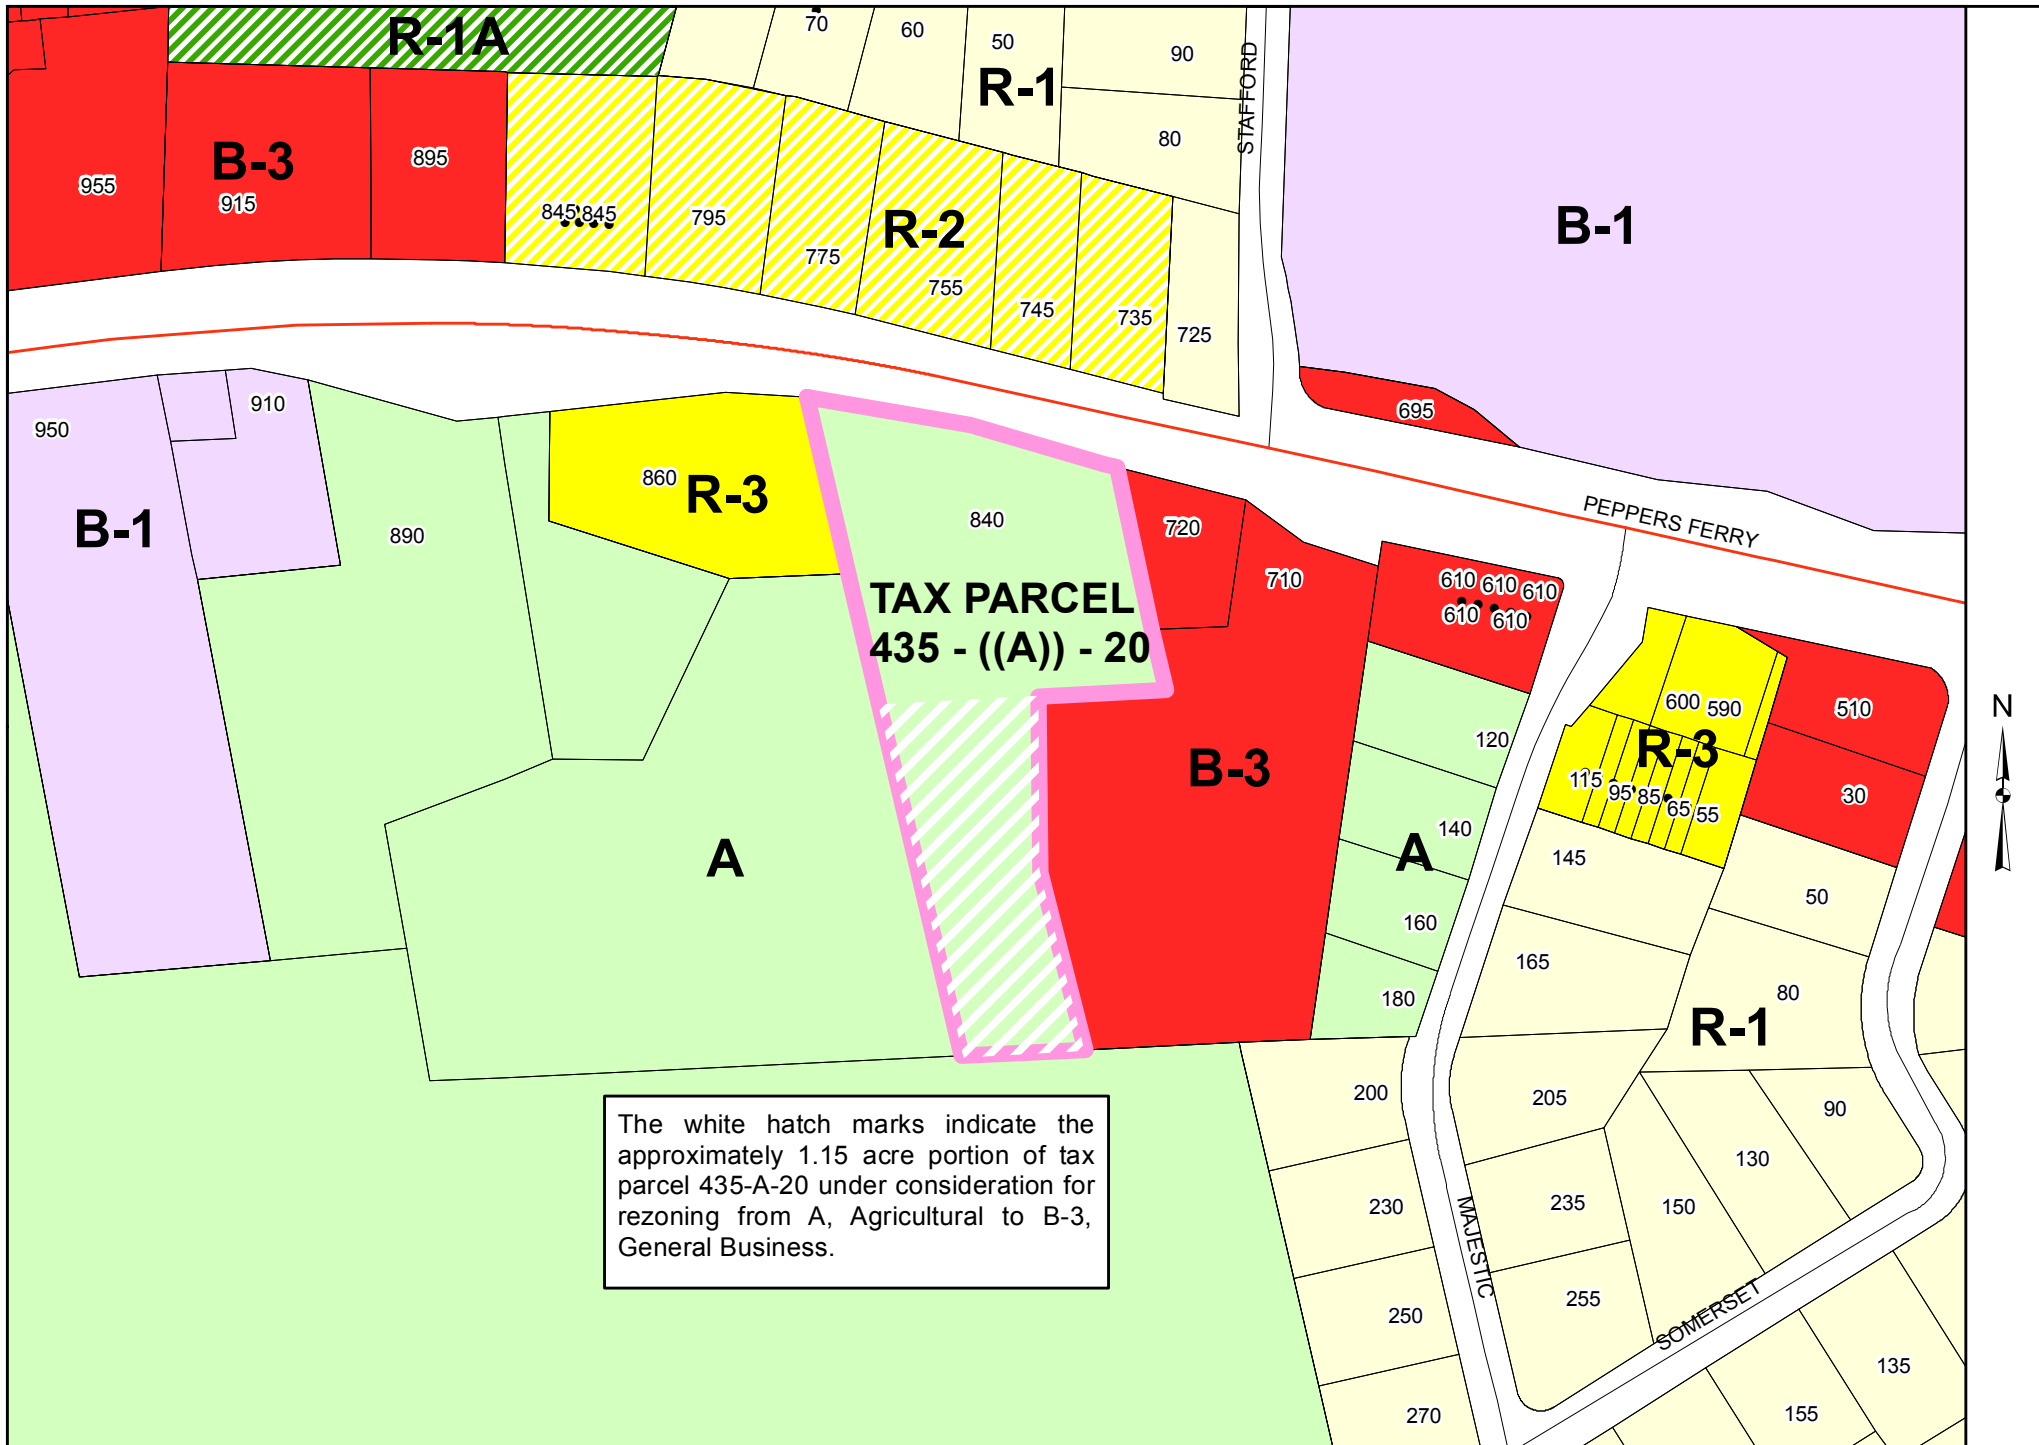 R-1A
70
60
50
90
R-1
80
STAFFORD
955
B-3
915
895
845 845
795
775
R-2
755
745
735
725
B-1
695
PEPPERS FERRY
950
910
B-1
890
860
R-3
840
TAX PARCEL
435 - ((A)) - 20
720
710
610 610 610
610 610
B-3
A
120
140
A
160
180
600 590
R-3
115 95 85 65 55
510
30
N
145
165
50
80
R-1
200
205
90
130
150
230
235
250
255
270
MAJESTIC
SOMERSET
135
155
The white hatch marks indicate the
approximately 1.15 acre portion of tax
parcel 435-A-20 under consideration for
rezoning from A, Agricultural to B-3,
General Business.